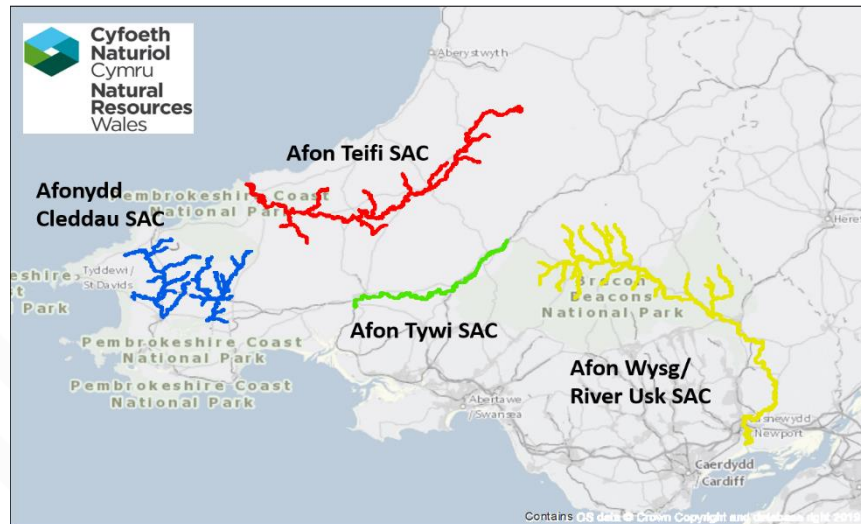 Cyfoeth
Naturiol
Cymru
Natural
Resources
Wales
Aberystwyth
Afon Teifi SAC
Afonydd
Cleddau SAC
Pembrokeshire Coast
National Park
Tyddewi/
St Davids
Pembrokeshire Coast
National Park
Pembrokeshire Coast
National Park
Afon Tywi SAC
Brecon
Beacons
National Park
Afon Wysg/
River Usk SAC
Abertawe
/Swansea
Newport
Caerdydd
/Cardiff
Contains OS data © Crown Copyright and database right